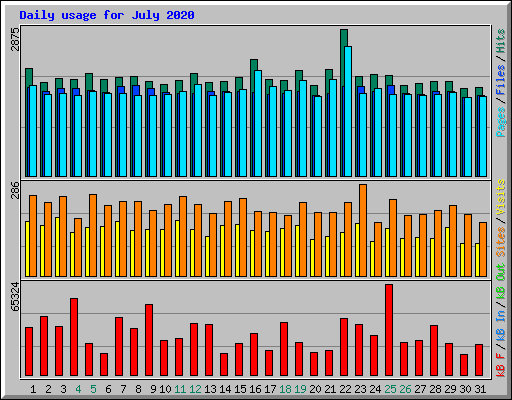 Daily usage for July 2020
2875
Pages / Files / Hits
286
Sites / Visits
65324
kB F / kB In / kB Out
1 2 3 4 5 6 7 8 9 10 11 12 13 14 15 16 17 18 19 20 21 22 23 24 25 26 27 28 29 30 31